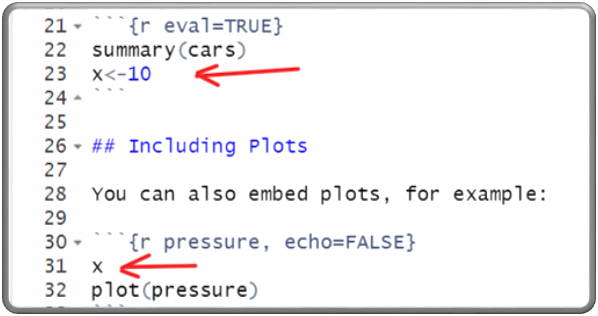 21 ```{r eval=TRUE}
22 summary(cars)
23 x<-10
24 ```
25
26 ## Including Plots
27
28 You can also embed plots, for example:
29
30 ```{r pressure, echo=FALSE}
31 x
32 plot(pressure)